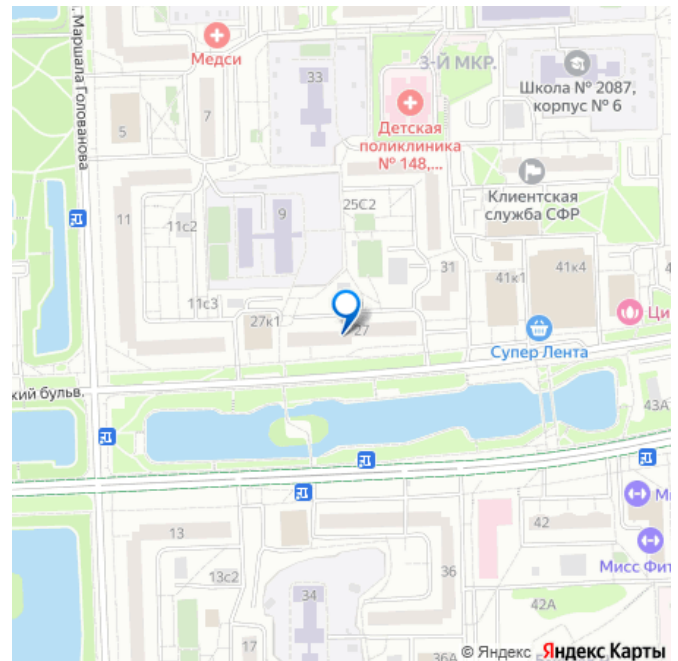 Медси
3-Й МКР.
Школа № 2087,
корпус № 6
. Маршала Голованова
33
5
7
Детская
поликлиника
№ 148,...
Клиентская
служба СФР
25С2
11
11с2
9
31
41к1
41к4
4
11с3
27к1
27
Ци
Супер Лента
кий бульв.
43А
М
42
13
Мисс Фит
13с2
36
34
42А
17
36А
© Яндекс Яндекс Карты